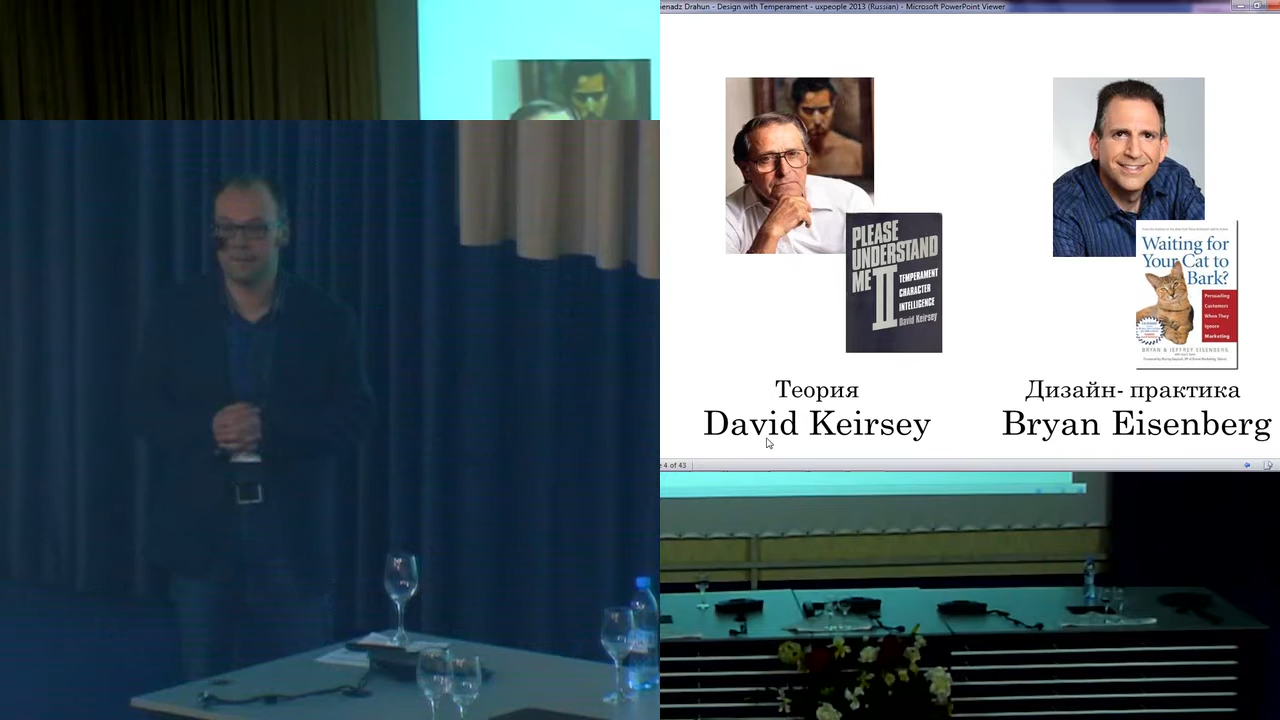 ienadz Drahun - Design with Temperament - uxpeople 2013 (Russian) - Microsoft PowerPoint Viewer
PLEASE
UNDERSTAND
ME
II
TEMPERAMENT
CHARACTER
INTELLIGENCE
David Keirsey
Waiting for
Your Cat to
Bark?
Persuading
Customers
When They
Ignore
Marketing
BRYAN & JEFFREY EISENBERG
Теория
David Keirsey
Дизайн- практика
Bryan Eisenberg
4 of 43